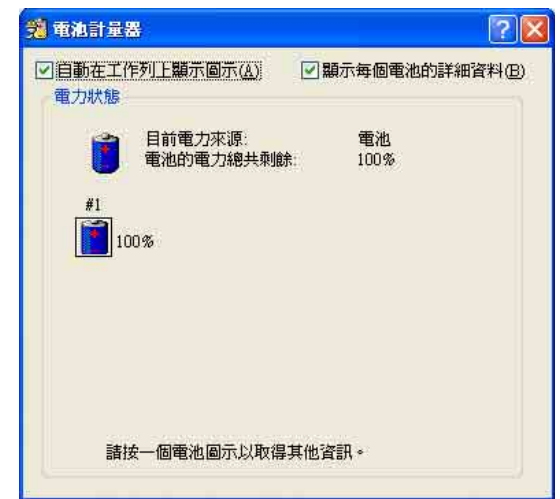 電池計量器
自動在工作列上顯示圖示(A) 顯示每個電池的詳細資料(B)
電力狀態
目前電力來源: 電池
電池的電力總共剩餘: 100%
#1
100%
請按一個電池圖示以取得其他資訊。